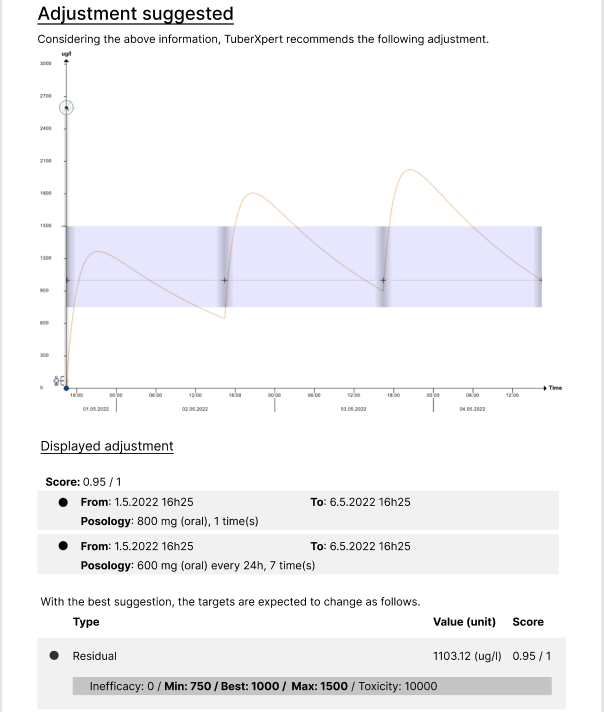 Adjustment suggested
Considering the above information, TuberXpert recommends the following adjustment.
ug/l
3000
2700
2400
2100
1800
1500
1200
900
600
300
0
Time
18:00 00:00 06:00 12:00 18:00 00:00 06:00 12:00 18:00 00:00 06:00 12:00
01.05.2022 02.05.2022 03.05.2022 04.05.2022
Displayed adjustment
Score: 0.95 / 1
From: 1.5.2022 16h25 To: 6.5.2022 16h25
Posology: 800 mg (oral), 1 time(s)
From: 1.5.2022 16h25 To: 6.5.2022 16h25
Posology: 600 mg (oral) every 24h, 7 time(s)
With the best suggestion, the targets are expected to change as follows.
Type Value (unit) Score
Residual 1103.12 (ug/l) 0.95 / 1
Inefficacy: 0 / Min: 750 / Best: 1000 / Max: 1500 / Toxicity: 10000